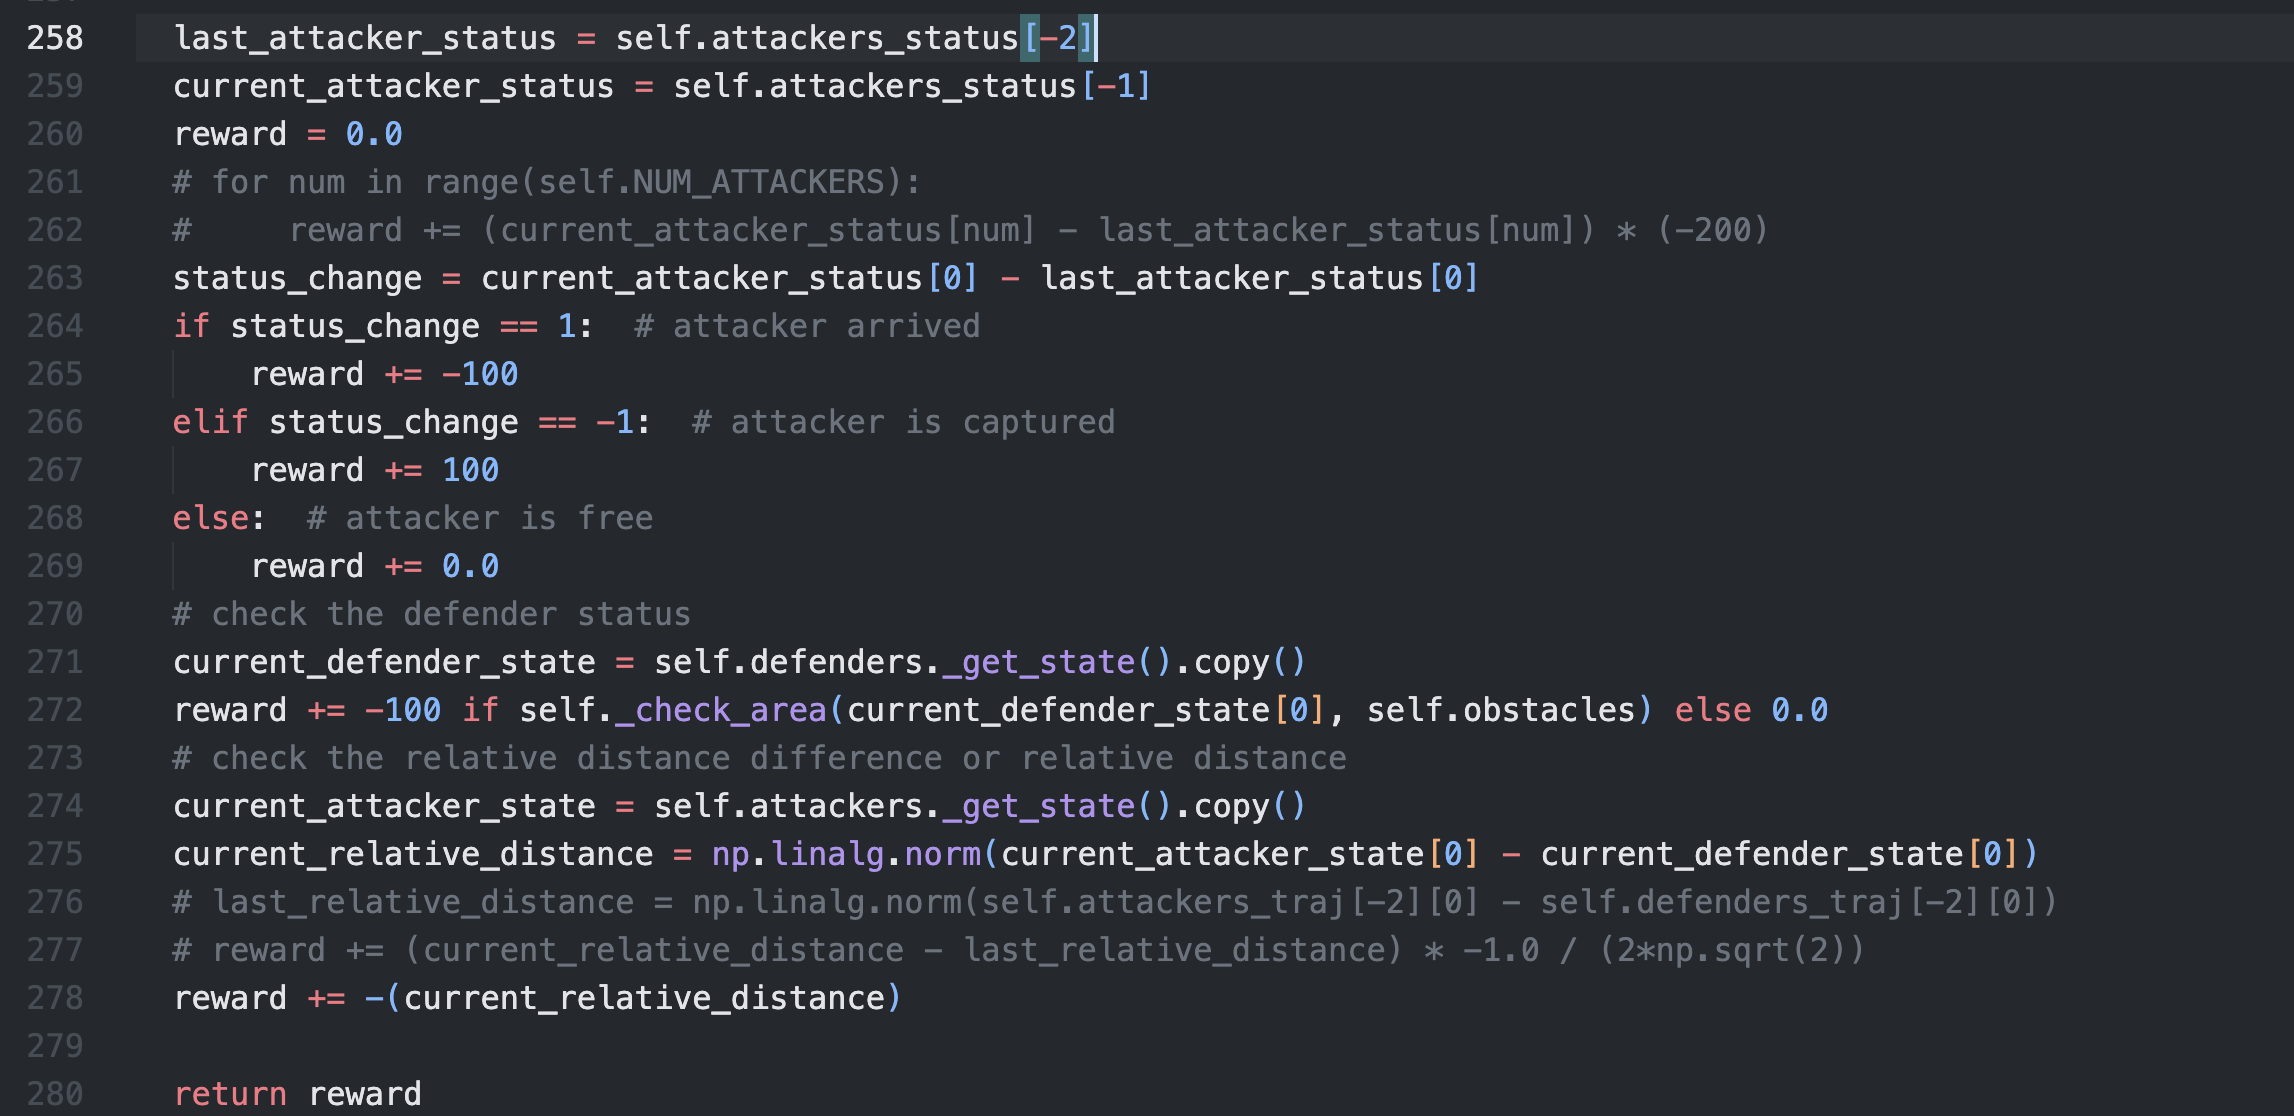 258 last_attacker_status = self.attackers_status[-2]
259 current_attacker_status = self.attackers_status[-1]
260 reward = 0.0
261 # for num in range(self.NUM_ATTACKERS):
262 #     reward += (current_attacker_status[num] - last_attacker_status[num]) * (-200)
263 status_change = current_attacker_status[0] - last_attacker_status[0]
264 if status_change == 1:  # attacker arrived
265     reward += -100
266 elif status_change == -1:  # attacker is captured
267     reward += 100
268 else:  # attacker is free
269     reward += 0.0
270 # check the defender status
271 current_defender_state = self.defenders._get_state().copy()
272 reward += -100 if self._check_area(current_defender_state[0], self.obstacles) else 0.0
273 # check the relative distance difference or relative distance
274 current_attacker_state = self.attackers._get_state().copy()
275 current_relative_distance = np.linalg.norm(current_attacker_state[0] - current_defender_state[0])
276 # last_relative_distance = np.linalg.norm(self.attackers_traj[-2][0] - self.defenders_traj[-2][0])
277 # reward += (current_relative_distance - last_relative_distance) * -1.0 / (2*np.sqrt(2))
278 reward += -(current_relative_distance)
279
280 return reward